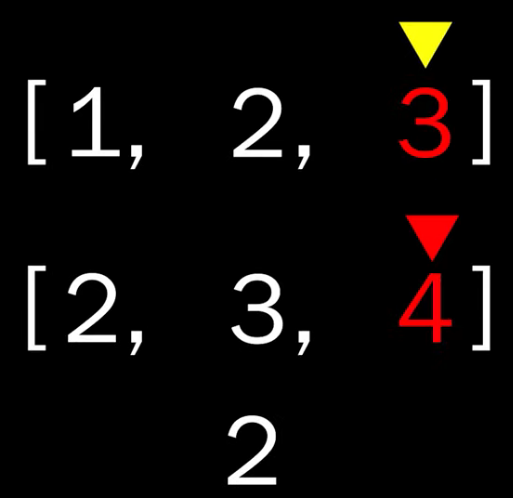 [1, 2, 3]
[2, 3, 4]
2